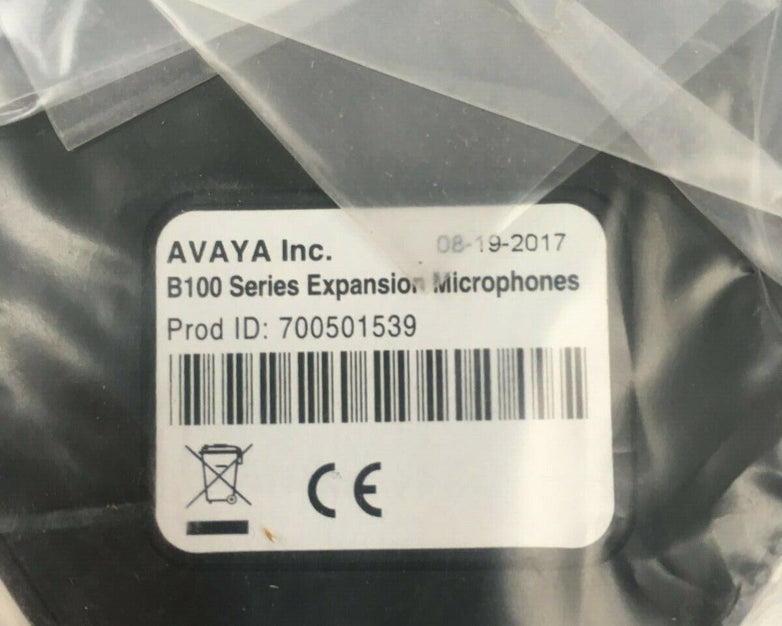 AVAYA Inc. 08-19-2017
B100 Series Expansion Microphones
Prod ID: 700501539
CE